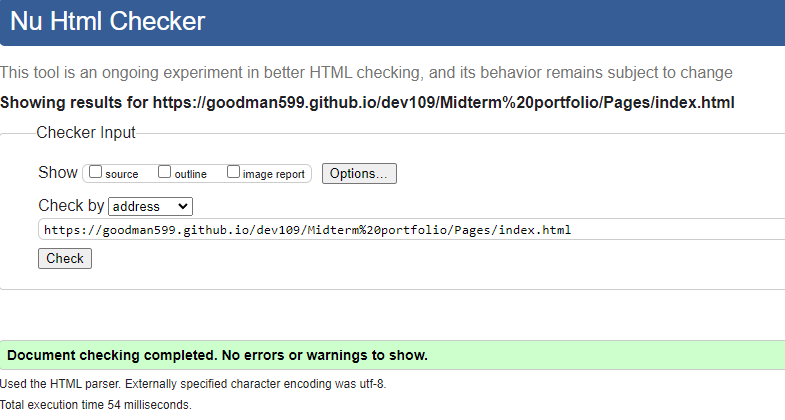 Nu Html Checker
This tool is an ongoing experiment in better HTML checking, and its behavior remains subject to change
Showing results for https://goodman599.github.io/dev109/Midterm%20portfolio/Pages/index.html
Checker Input
Show source outline image report Options...
Check by address
https://goodman599.github.io/dev109/Midterm%20portfolio/Pages/index.html
Check
Document checking completed. No errors or warnings to show.
Used the HTML parser. Externally specified character encoding was utf-8.
Total execution time 54 milliseconds.